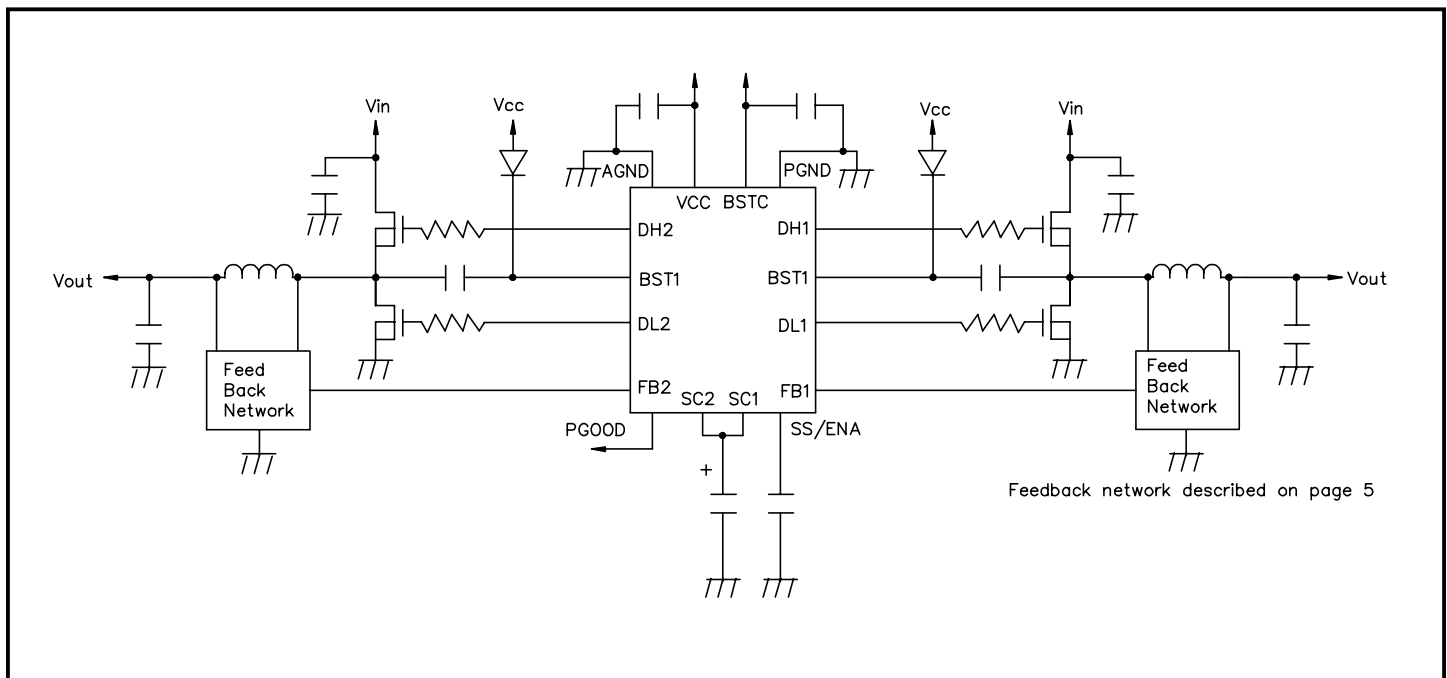 Vin
Vcc
Vcc
Vin
AGND
PGND
VCC BSTC
DH2
DH1
Vout
BST1
BST1
Vout
DL2
DL1
Feed
Back
Network
FB2
SC2 SC1
FB1
Feed
Back
Network
PGOOD
SS/ENA
+
Feedback network described on page 5